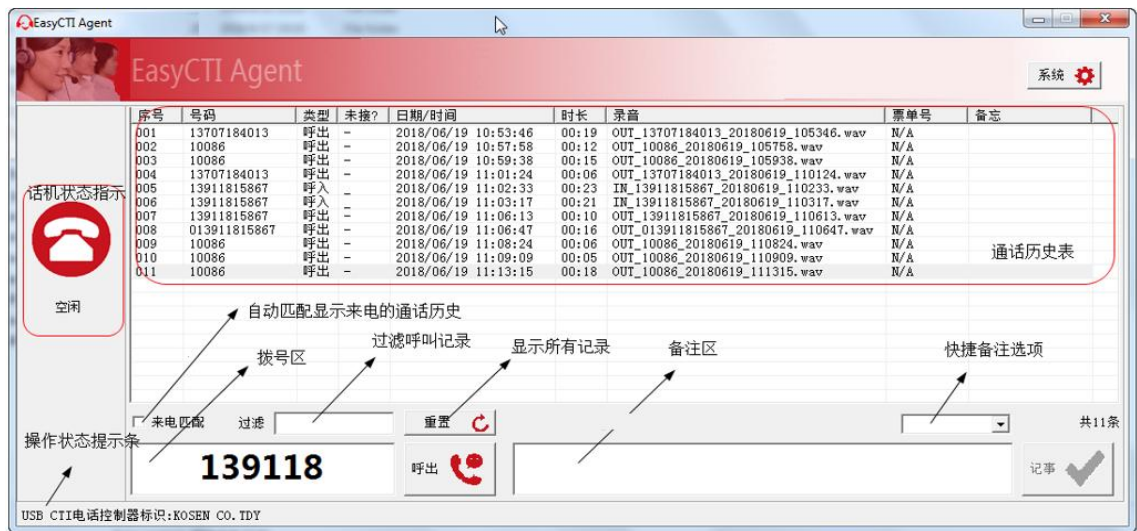 EasyCTI Agent
EasyCTI Agent
系统
序号 号码 类型 未接? 日期/时间 时长 录音 票单号 备忘
001 13707184013 呼出 - 2018/06/19 10:53:46 00:19 OUT_13707184013_20180619_105346.wav N/A
002 10086 呼出 - 2018/06/19 10:57:58 00:12 OUT_10086_20180619_105758.wav N/A
003 10086 呼出 - 2018/06/19 10:59:38 00:15 OUT_10086_20180619_105938.wav N/A
004 13707184013 呼出 - 2018/06/19 11:01:24 00:06 OUT_13707184013_20180619_110124.wav N/A
话机状态指示
005 13911815867 呼入 _ 2018/06/19 11:02:33 00:23 IN_13911815867_20180619_110233.wav N/A
006 13911815867 呼入 _ 2018/06/19 11:03:17 00:21 IN_13911815867_20180619_110317.wav N/A
007 13911815867 呼出 - 2018/06/19 11:06:13 00:10 OUT_13911815867_20180619_110613.wav N/A
008 013911815867 呼出 - 2018/06/19 11:06:47 00:16 OUT_013911815867_20180619_110647.wav N/A
009 10086 呼出 - 2018/06/19 11:08:24 00:06 OUT_10086_20180619_110824.wav N/A
010 10086 呼出 - 2018/06/19 11:09:09 00:05 OUT_10086_20180619_110909.wav N/A
通话历史表
011 10086 呼出 - 2018/06/19 11:13:15 00:18 OUT_10086_20180619_111315.wav N/A
空闲
自动匹配显示来电的通话历史
过滤呼叫记录
显示所有记录
备注区
快捷备注选项
拨号区
来电匹配 过滤 重置 共11条
操作状态提示条
139118 呼出 记事
USB CTI电话控制器标识:KOSEN CO.TDY